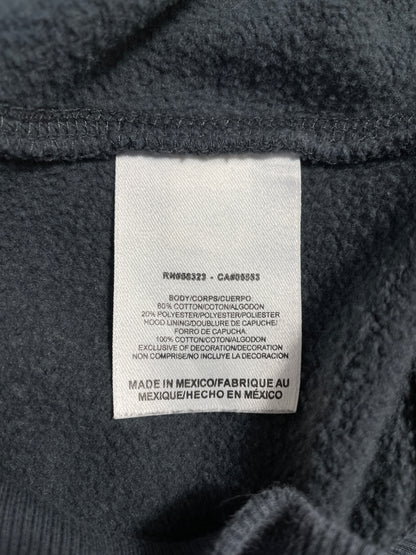 RN#56323 - CA#05553
BODY/CORPS/CUERPO:
80% COTTON/COTON/ALGODON
20% POLYESTER/POLYESTER/POLIESTER
HOOD LINING/DOUBLURE DE CAPUCHE/
FORRO DE CAPUCHA:
100% COTTON/COTON/ALGODON
EXCLUSIVE OF DECORATION/DECORATION
NON COMPRISE/NO INCLUYE LA DECORACION
MADE IN MEXICO/FABRIQUE AU
MEXIQUE/HECHO EN MÉXICO